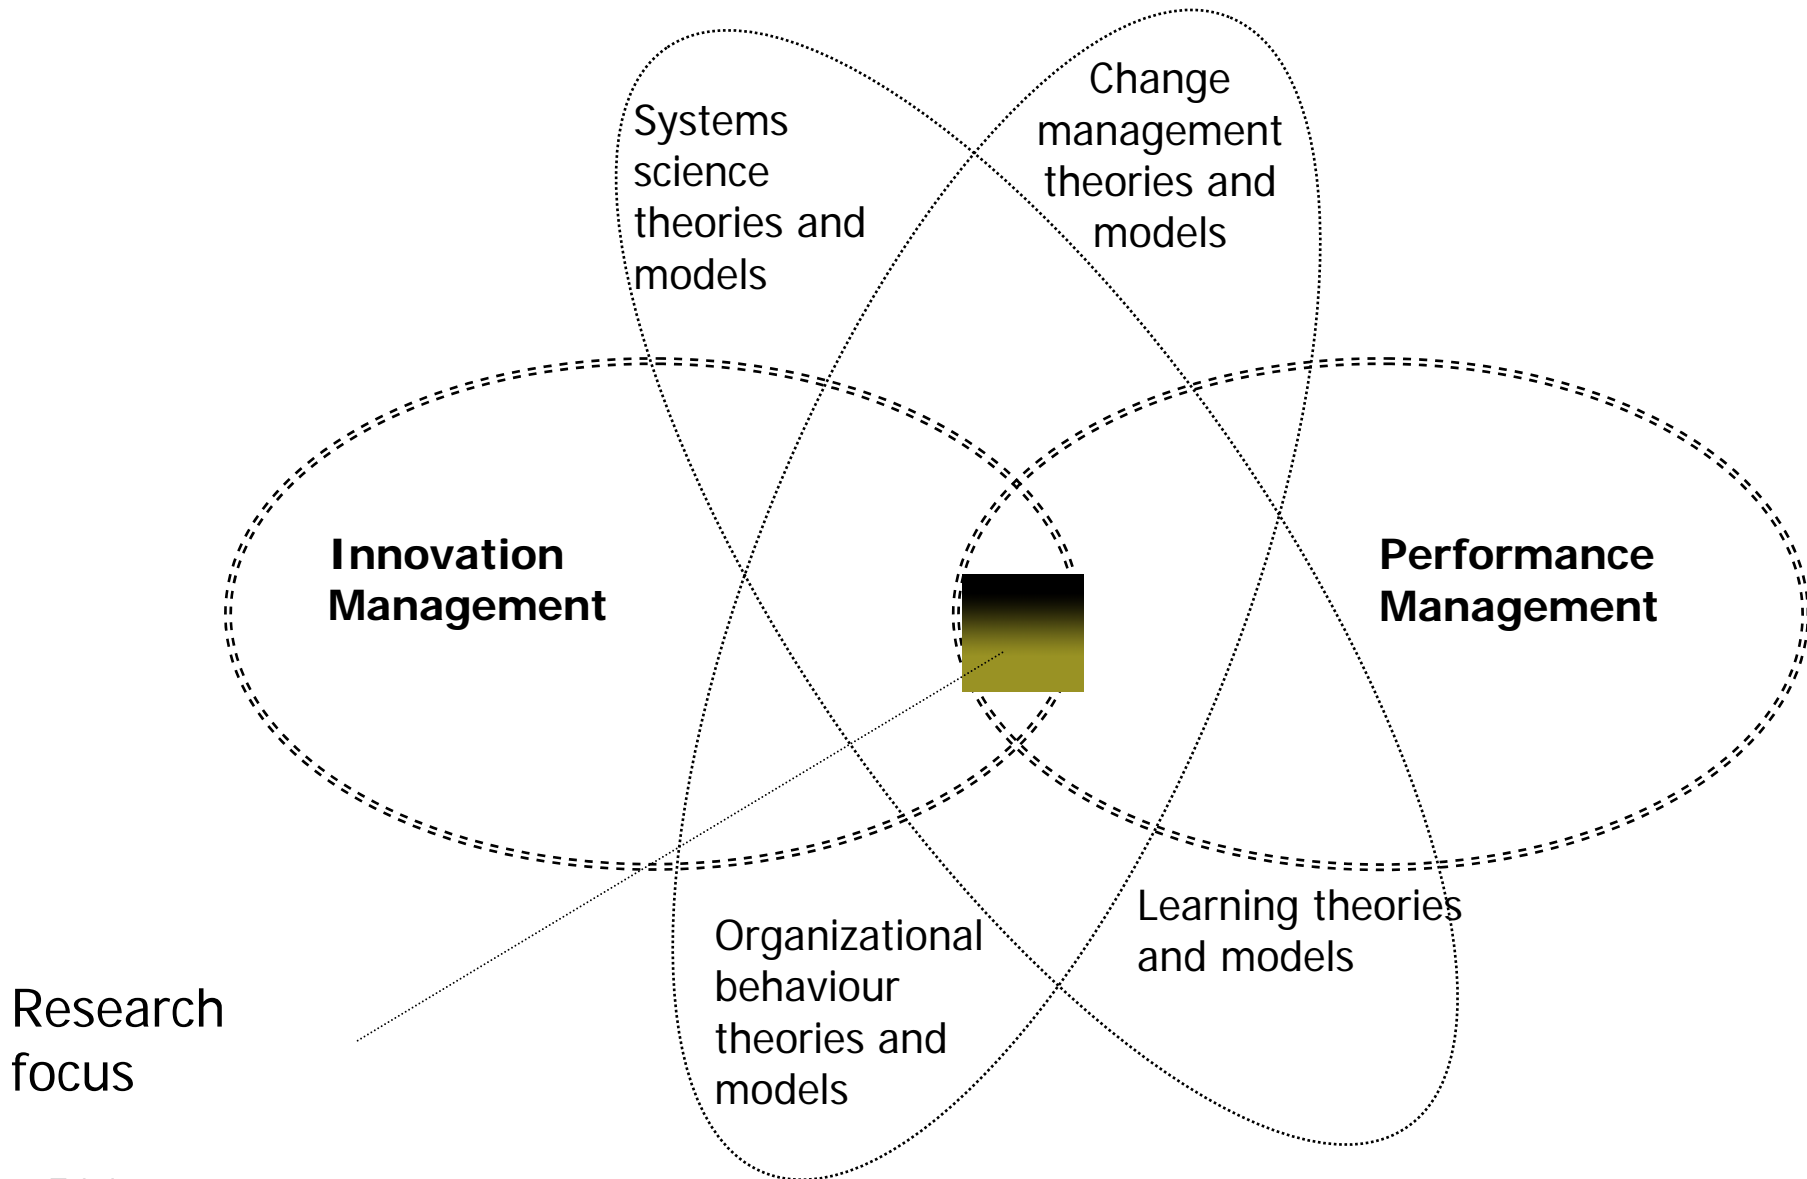 Systems
science
theories and
models
Change
management
theories and
models
Innovation
Management
Performance
Management
Organizational
behaviour
theories and
models
Learning theories
and models
Research
focus